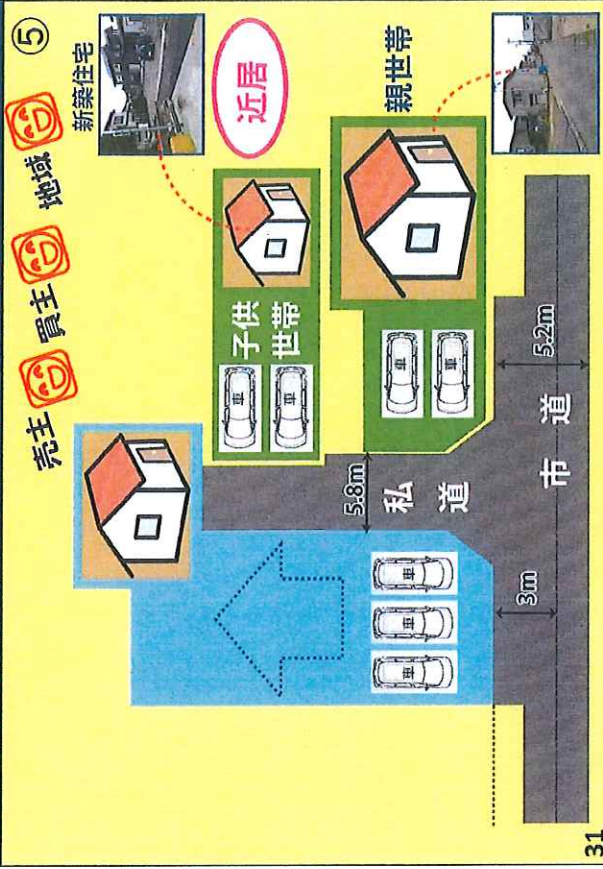 ⑤
売主
買主
地域
新築住宅
近居
親世帯
子供
世帯
車
車
車
車
車
車
車
5.8m
私
道
5.2m
3m
市
道
31